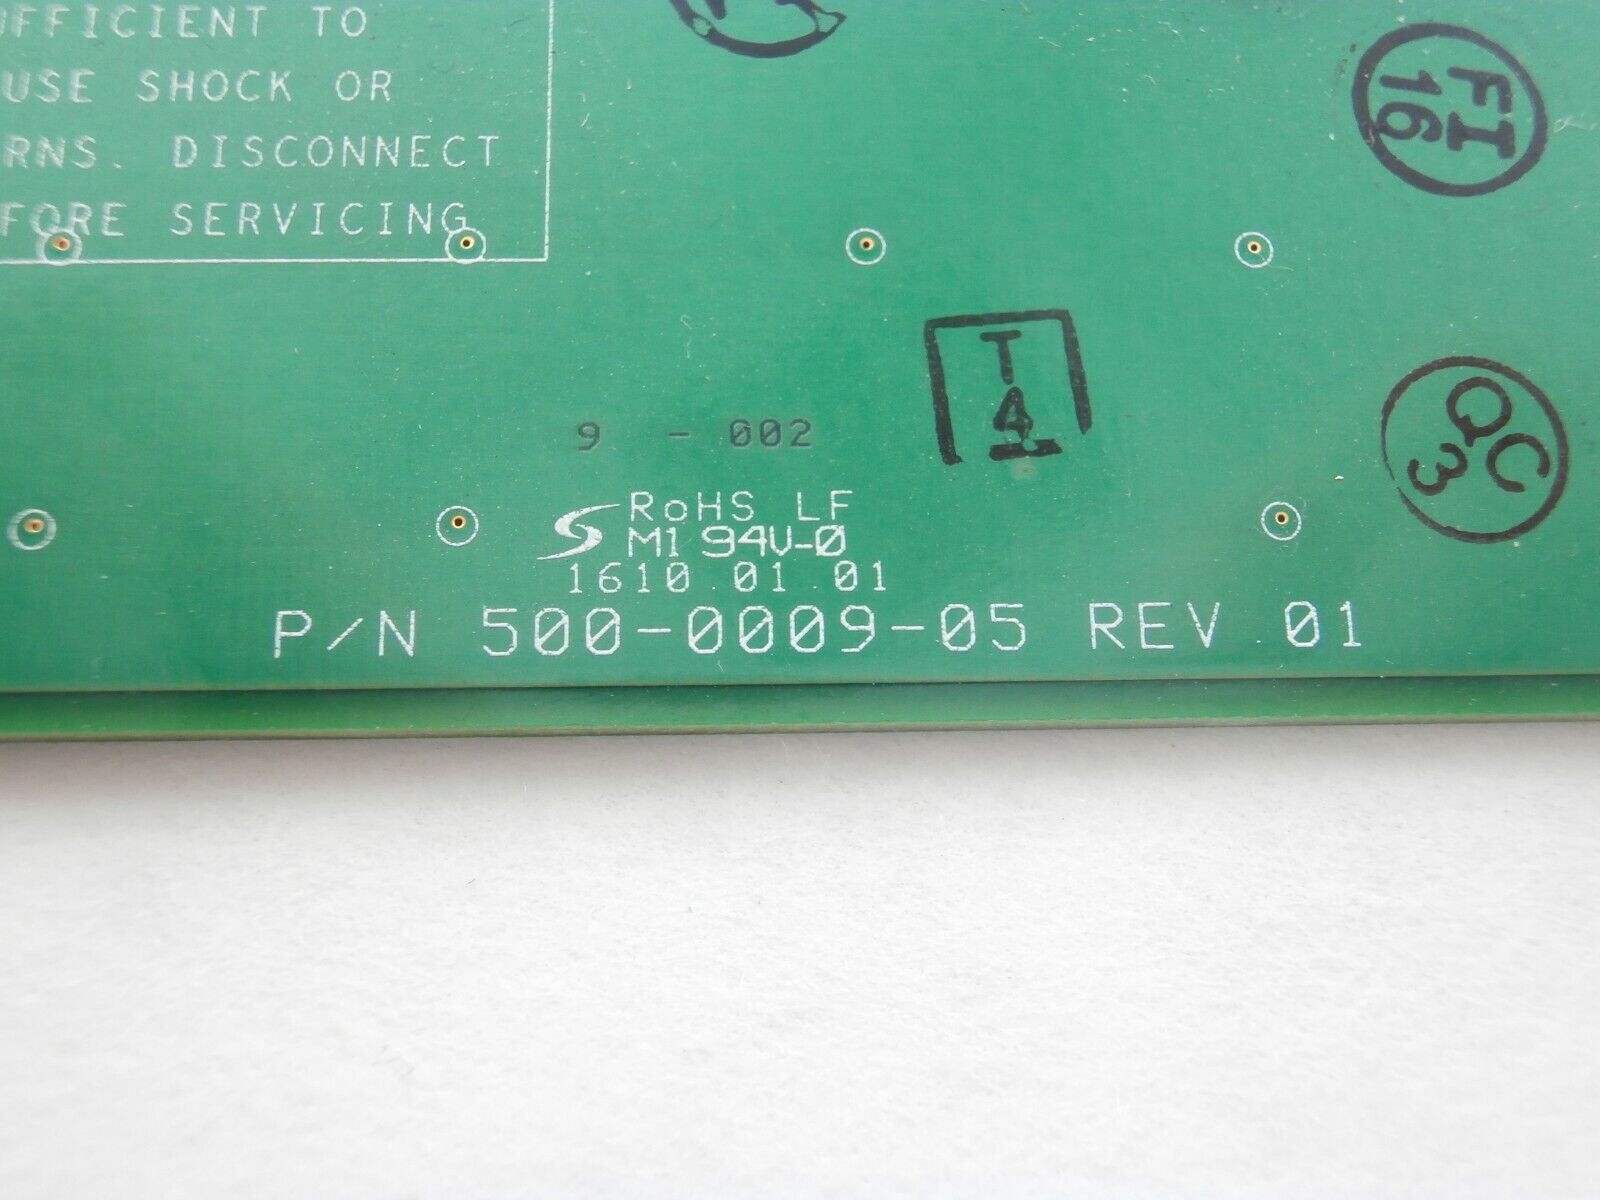 UFFICIENT TO
USE SHOCK OR
RNS. DISCONNECT
FORE SERVICING
FI
16
T
4
QC
3
9 - 002
RoHS LF
M1 94V-0
1610 01 01
P/N 500-0009-05 REV 01